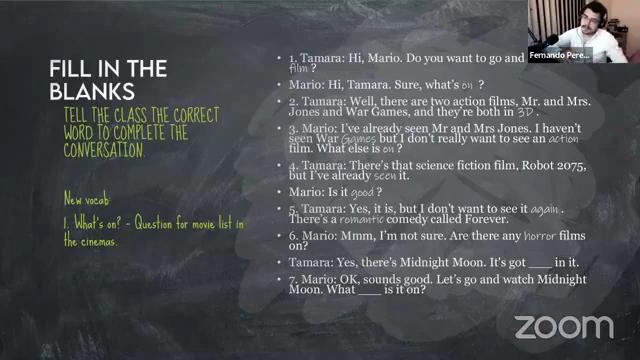 FILL IN THE
BLANKS
TELL THE CLASS THE CORRECT
WORD TO COMPLETE THE
CONVERSATION.
New vocab
1. What's on? - Question for movie list in
the cinemas.
• 1. Tamara: Hi, Mario. Do you want to go and
film ?
Mario: Hi, Tamara. Sure, what's on ?
• 2. Tamara: Well, there are two action films, Mr. and Mrs.
Jones and War Games, and they're both in 3D .
• 3. Mario: I've already seen Mr and Mrs Jones. I haven't
seen War Games but I don't really want to see an action
film. What else is on ?
• 4. Tamara: There's that science fiction film, Robot 2075,
but I've already seen it.
• Mario: Is it good ?
• 5. Tamara: Yes, it is, but I don't want to see it again .
There's a romantic comedy called Forever.
• 6. Mario: Mmm, I'm not sure. Are there any horror films
on?
Tamara: Yes, there's Midnight Moon. It's got ___ in it.
• 7. Mario: OK, sounds good. Let's go and watch Midnight
Moon. What ___ is it on?
Fernando Pere...
zoom